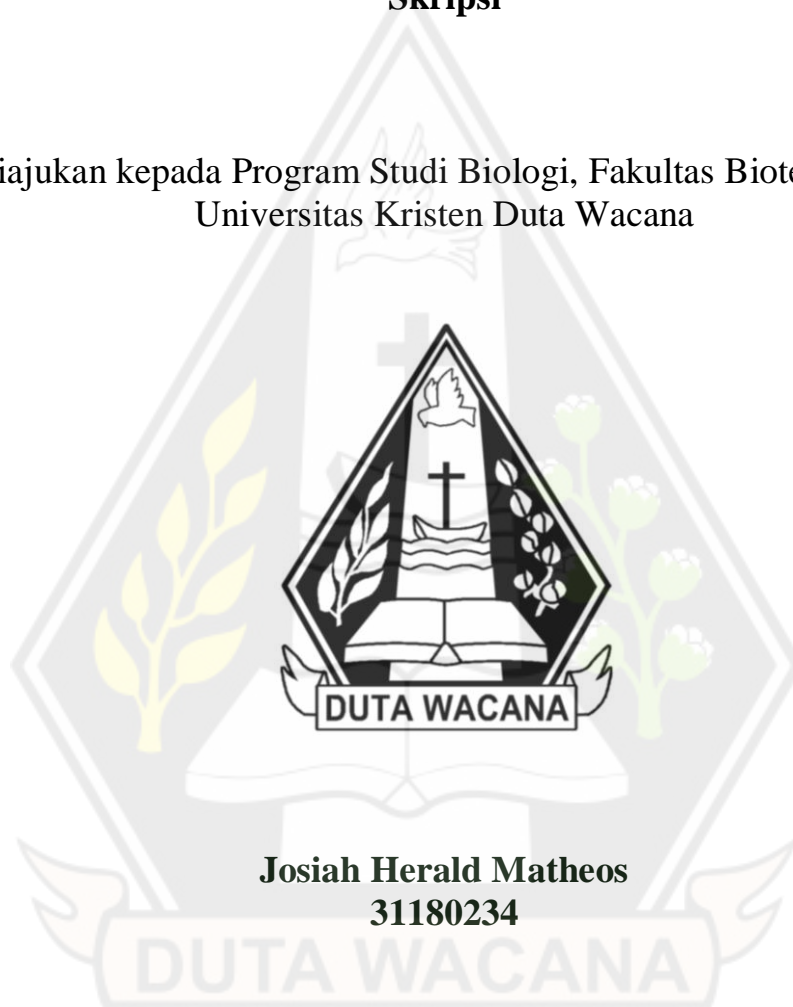 Skripsi
iajukan kepada Program Studi Biologi, Fakultas Biote
Universitas Kristen Duta Wacana
DUTA WACANA
Josiah Herald Matheos
31180234
DUTA WACANA